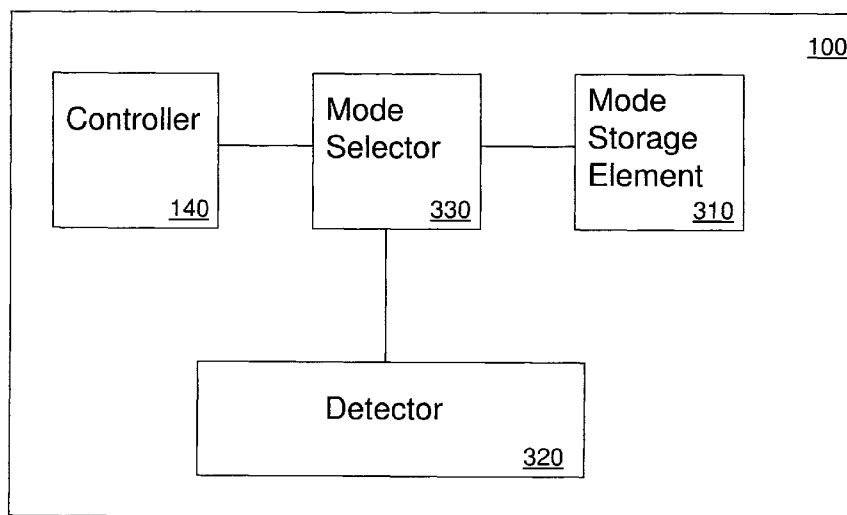 100
Controller
140
Mode
Selector
330
Mode
Storage
Element
310
Detector
320